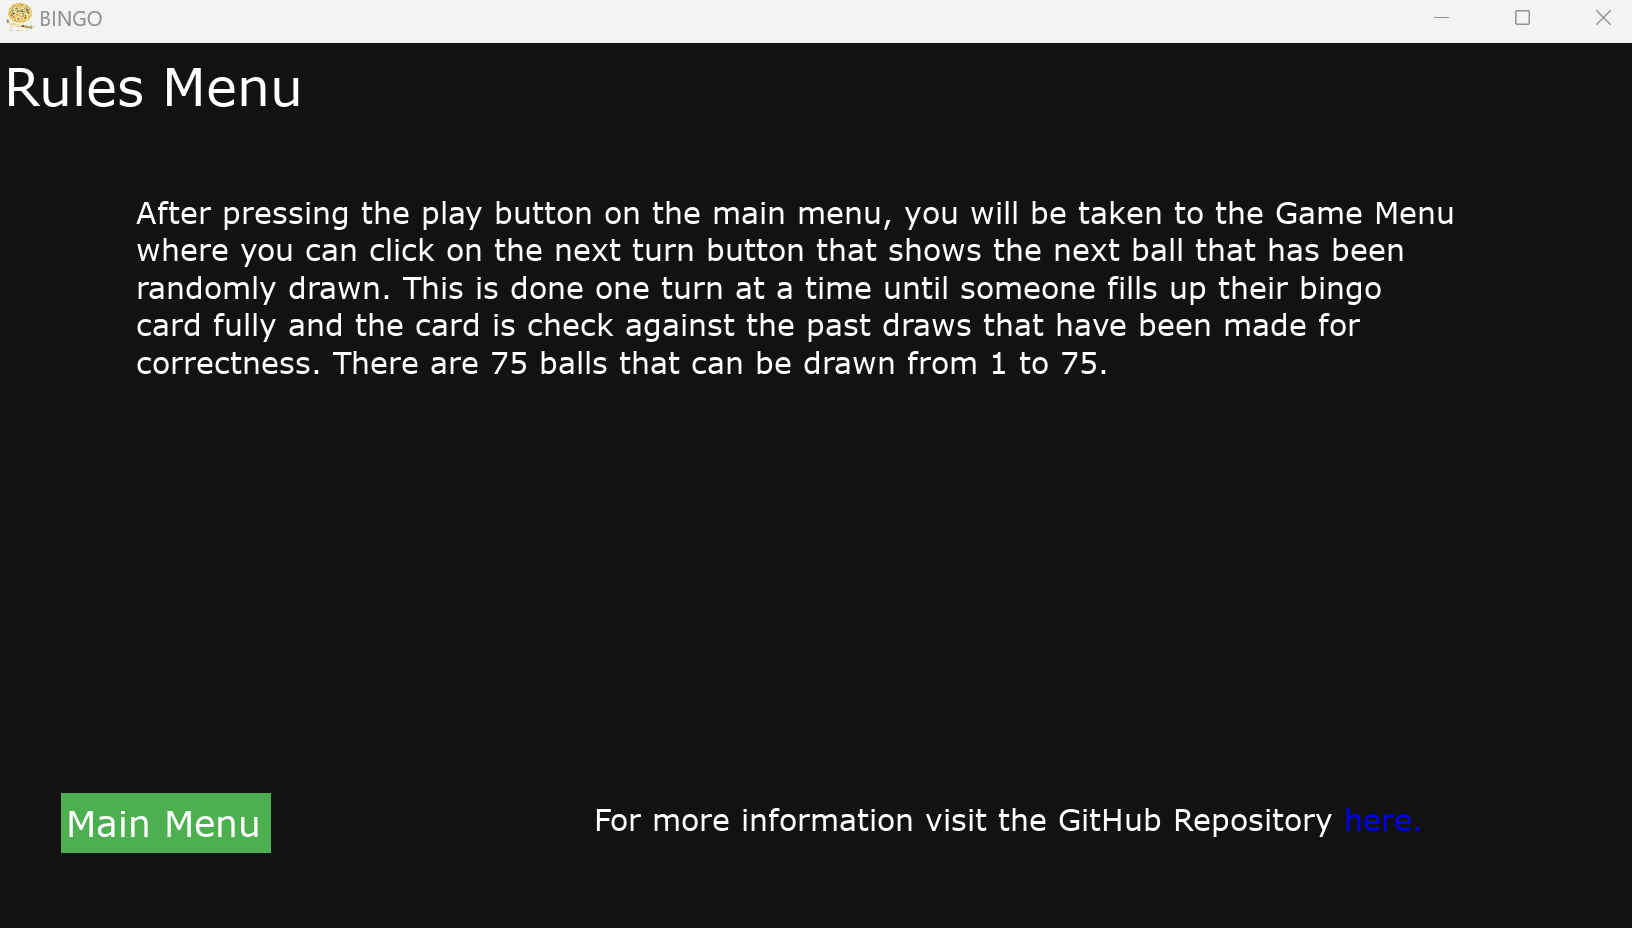 BINGO
Rules Menu
After pressing the play button on the main menu, you will be taken to the Game Menu
where you can click on the next turn button that shows the next ball that has been
randomly drawn. This is done one turn at a time until someone fills up their bingo
card fully and the card is check against the past draws that have been made for
correctness. There are 75 balls that can be drawn from 1 to 75.
Main Menu
For more information visit the GitHub Repository here.